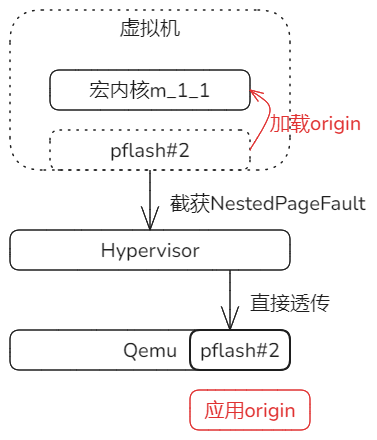 虚拟机
宏内核m_1_1
加载origin
pflash#2
截获NestedPageFault
Hypervisor
直接透传
Qemu
pflash#2
应用origin